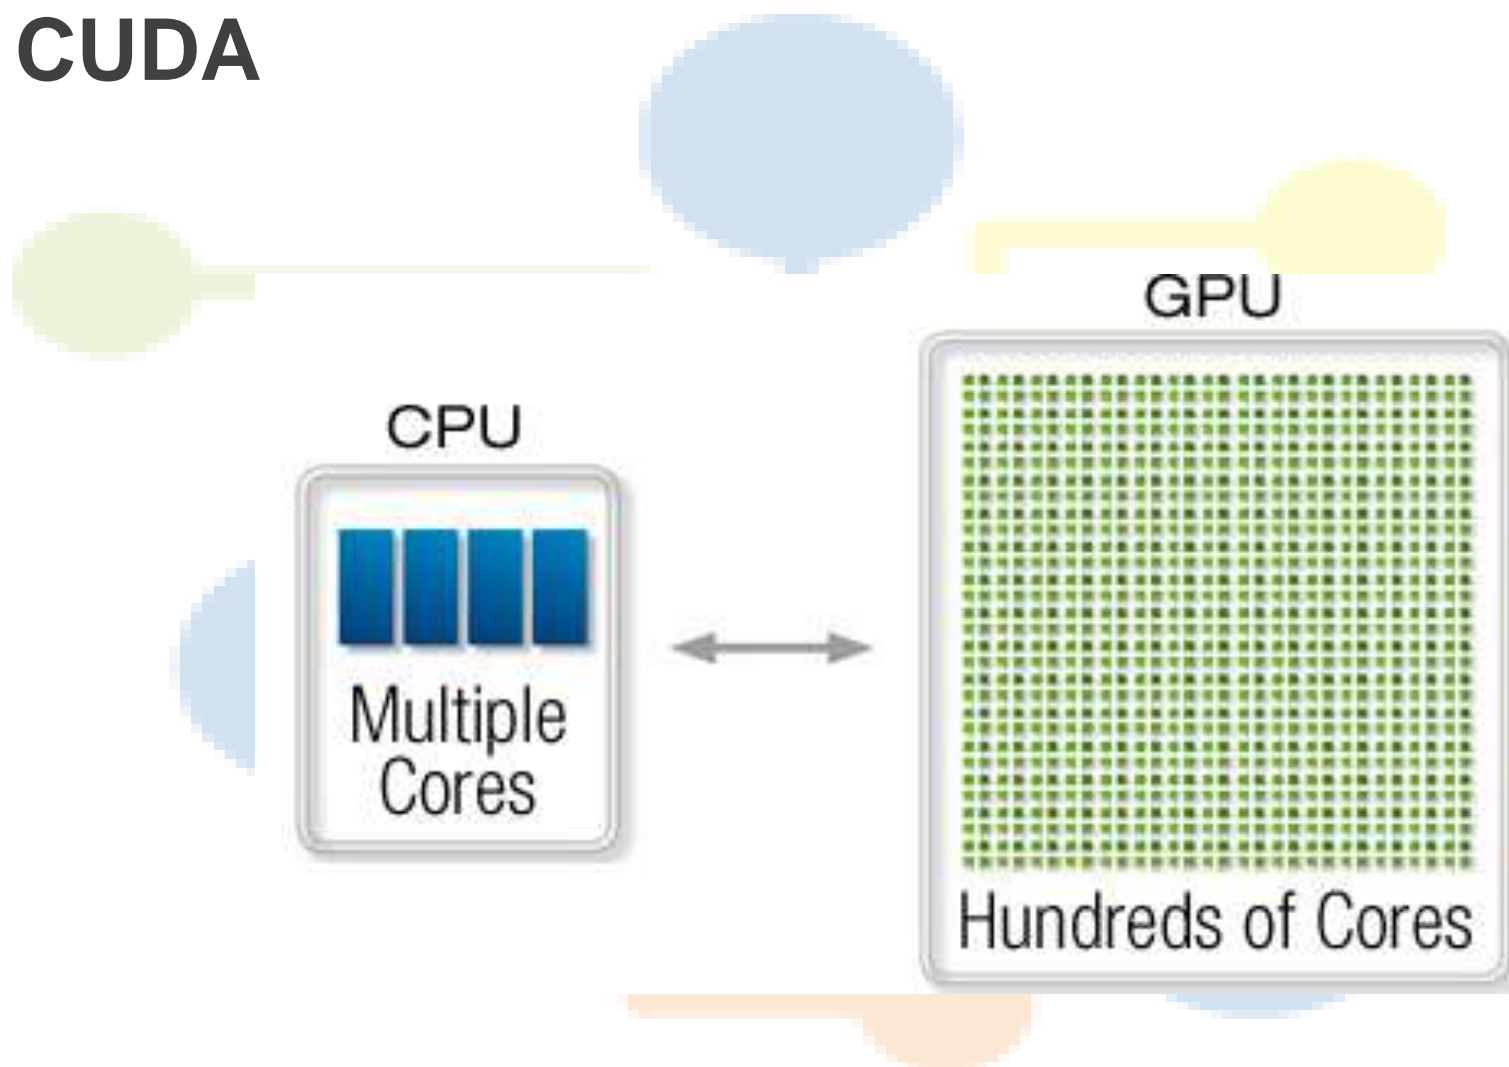 CUDA
CPU
Multiple
Cores
GPU
Hundreds of Cores